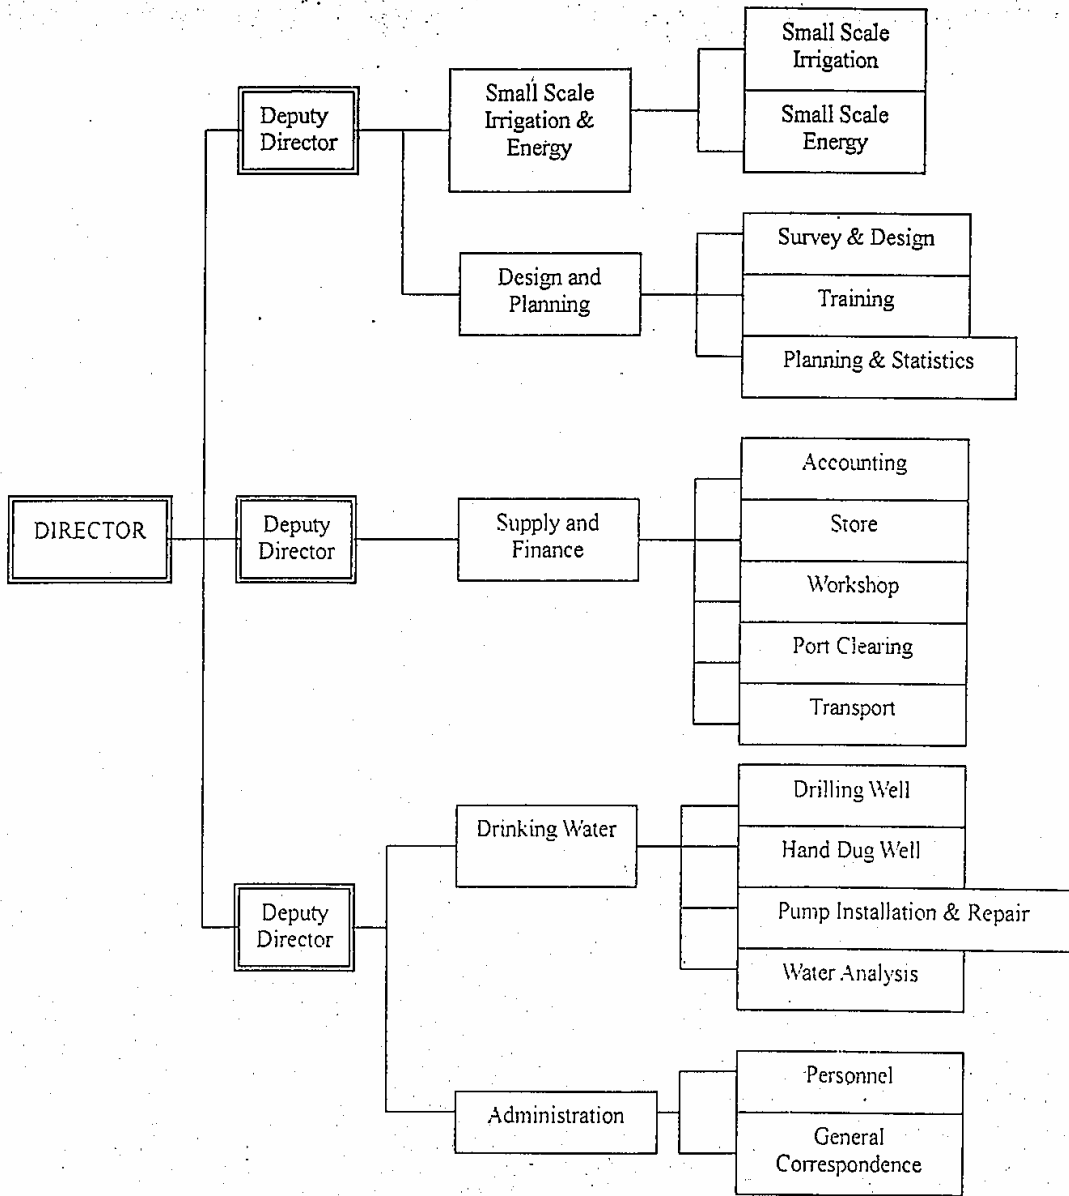 Small Scale
Irrigation
Small Scale
Energy
Deputy
Director
Small Scale
Irrigation &
Energy
Survey & Design
Training
Planning & Statistics
Design and
Planning
DIRECTOR
Deputy
Director
Supply and
Finance
Accounting
Store
Workshop
Port Clearing
Transport
Deputy
Director
Drinking Water
Drilling Well
Hand Dug Well
Pump Installation & Repair
Water Analysis
Administration
Personnel
General
Correspondence